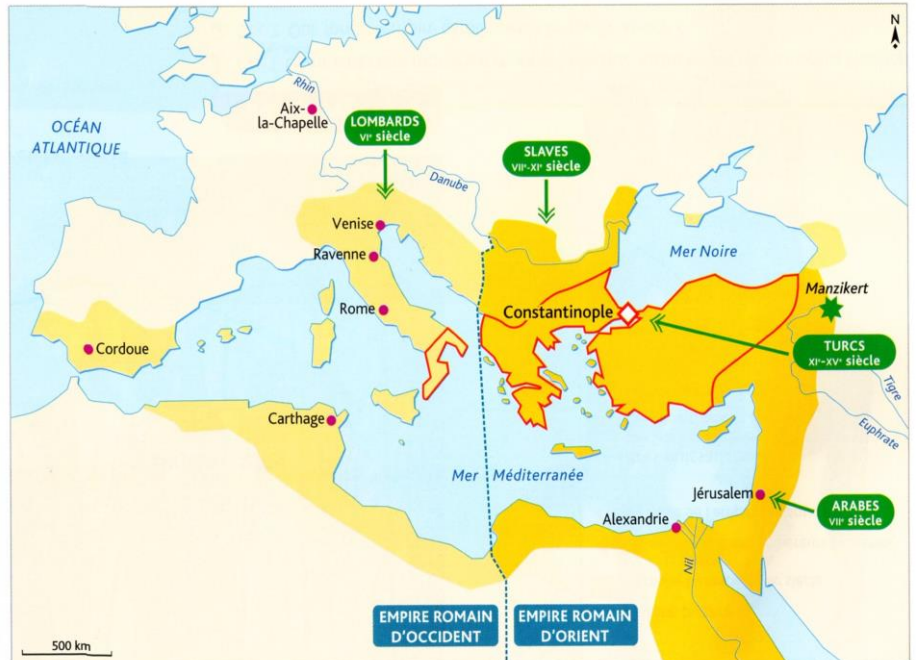 N
Rhin
Aix-
la-Chapelle
OCÉAN
ATLANTIQUE
LOMBARDS
VIᵉ siècle
SLAVES
VIIᵉ-XIᵉ siècle
Danube
Venise
Ravenne
Mer Noire
Rome
Constantinople
Manzikert
Cordoue
TURCS
XIᵉ-XVᵉ siècle
Tigre
Euphrate
Carthage
Mer Méditerranée
Jérusalem
Alexandrie
ARABES
VIIᵉ siècle
Nil
EMPIRE ROMAIN
D'OCCIDENT
EMPIRE ROMAIN
D'ORIENT
500 km